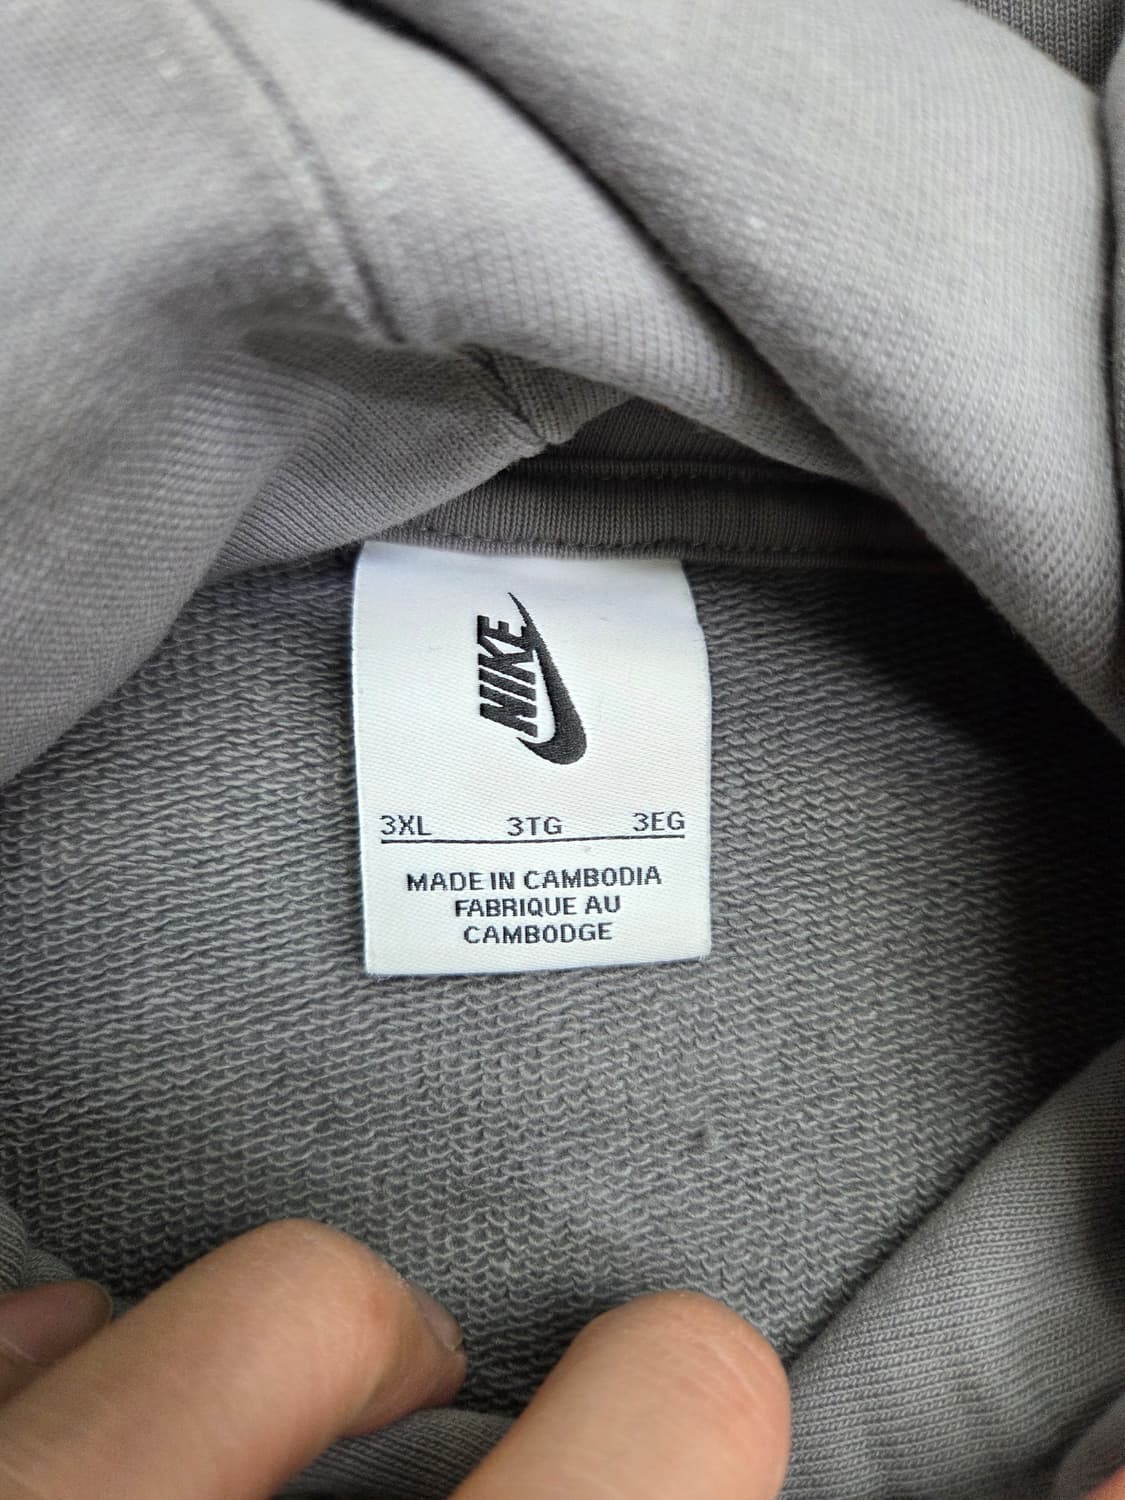 NIKE
3XL 3TG 3EG
MADE IN CAMBODIA
FABRIQUE AU
CAMBODGE